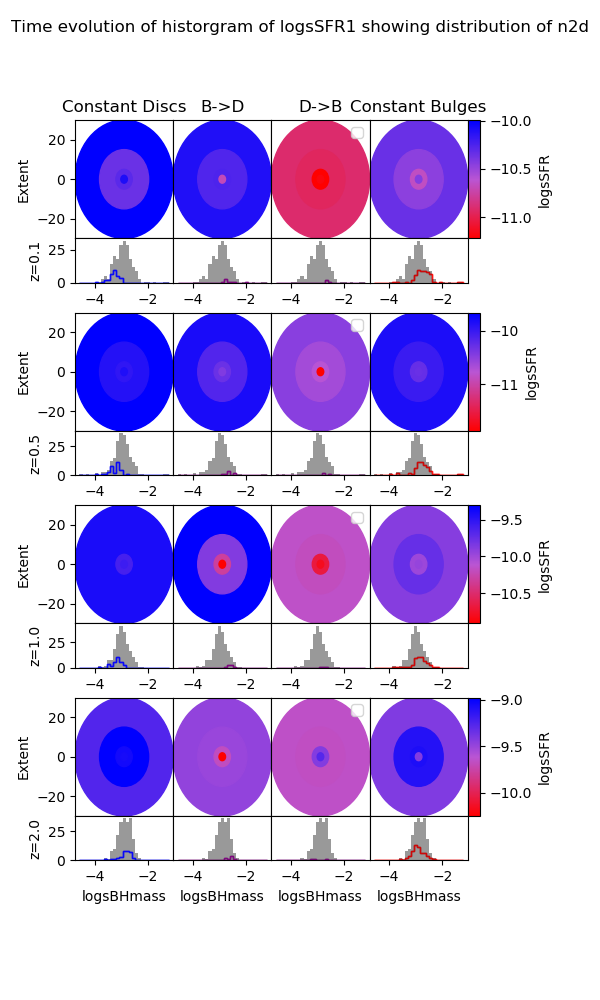 Time evolution of historgram of logsSFR1 showing distribution of n2d
Constant Discs B->D D->B Constant Bulges
20
0
−20
Extent
−10.0
−10.5
−11.0
logsSFR
25
0
z=0.1
−4 −2 −4 −2 −4 −2 −4 −2
20
0
−20
Extent
−10
−11
logsSFR
25
0
z=0.5
−4 −2 −4 −2 −4 −2 −4 −2
20
0
−20
Extent
−9.5
−10.0
−10.5
logsSFR
25
0
z=1.0
−4 −2 −4 −2 −4 −2 −4 −2
20
0
−20
Extent
−9.0
−9.5
−10.0
logsSFR
25
0
z=2.0
−4 −2 −4 −2 −4 −2 −4 −2
logsBHmass logsBHmass logsBHmass logsBHmass